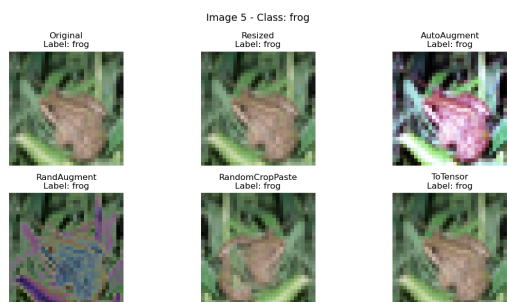 Image 5 - Class: frog
Original
Label: frog
Resized
Label: frog
AutoAugment
Label: frog
RandAugment
Label: frog
RandomCropPaste
Label: frog
ToTensor
Label: frog